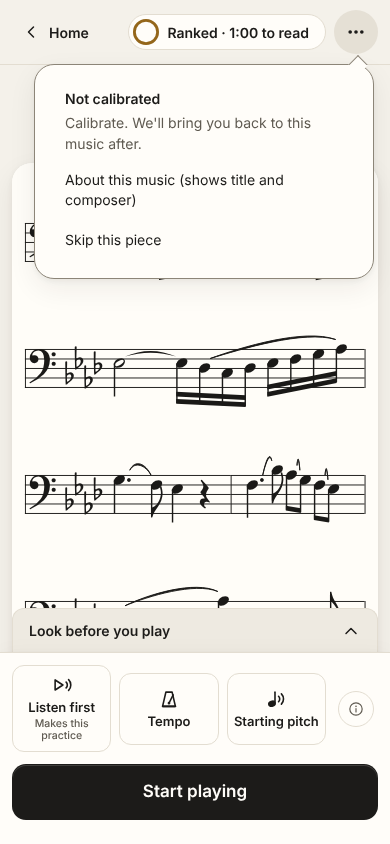 Home
Ranked · 1:00 to read
Not calibrated
Calibrate. We'll bring you back to this
music after.
About this music (shows title and
composer)
Skip this piece
Look before you play
Listen first
Makes this
practice
Tempo
Starting pitch
Start playing